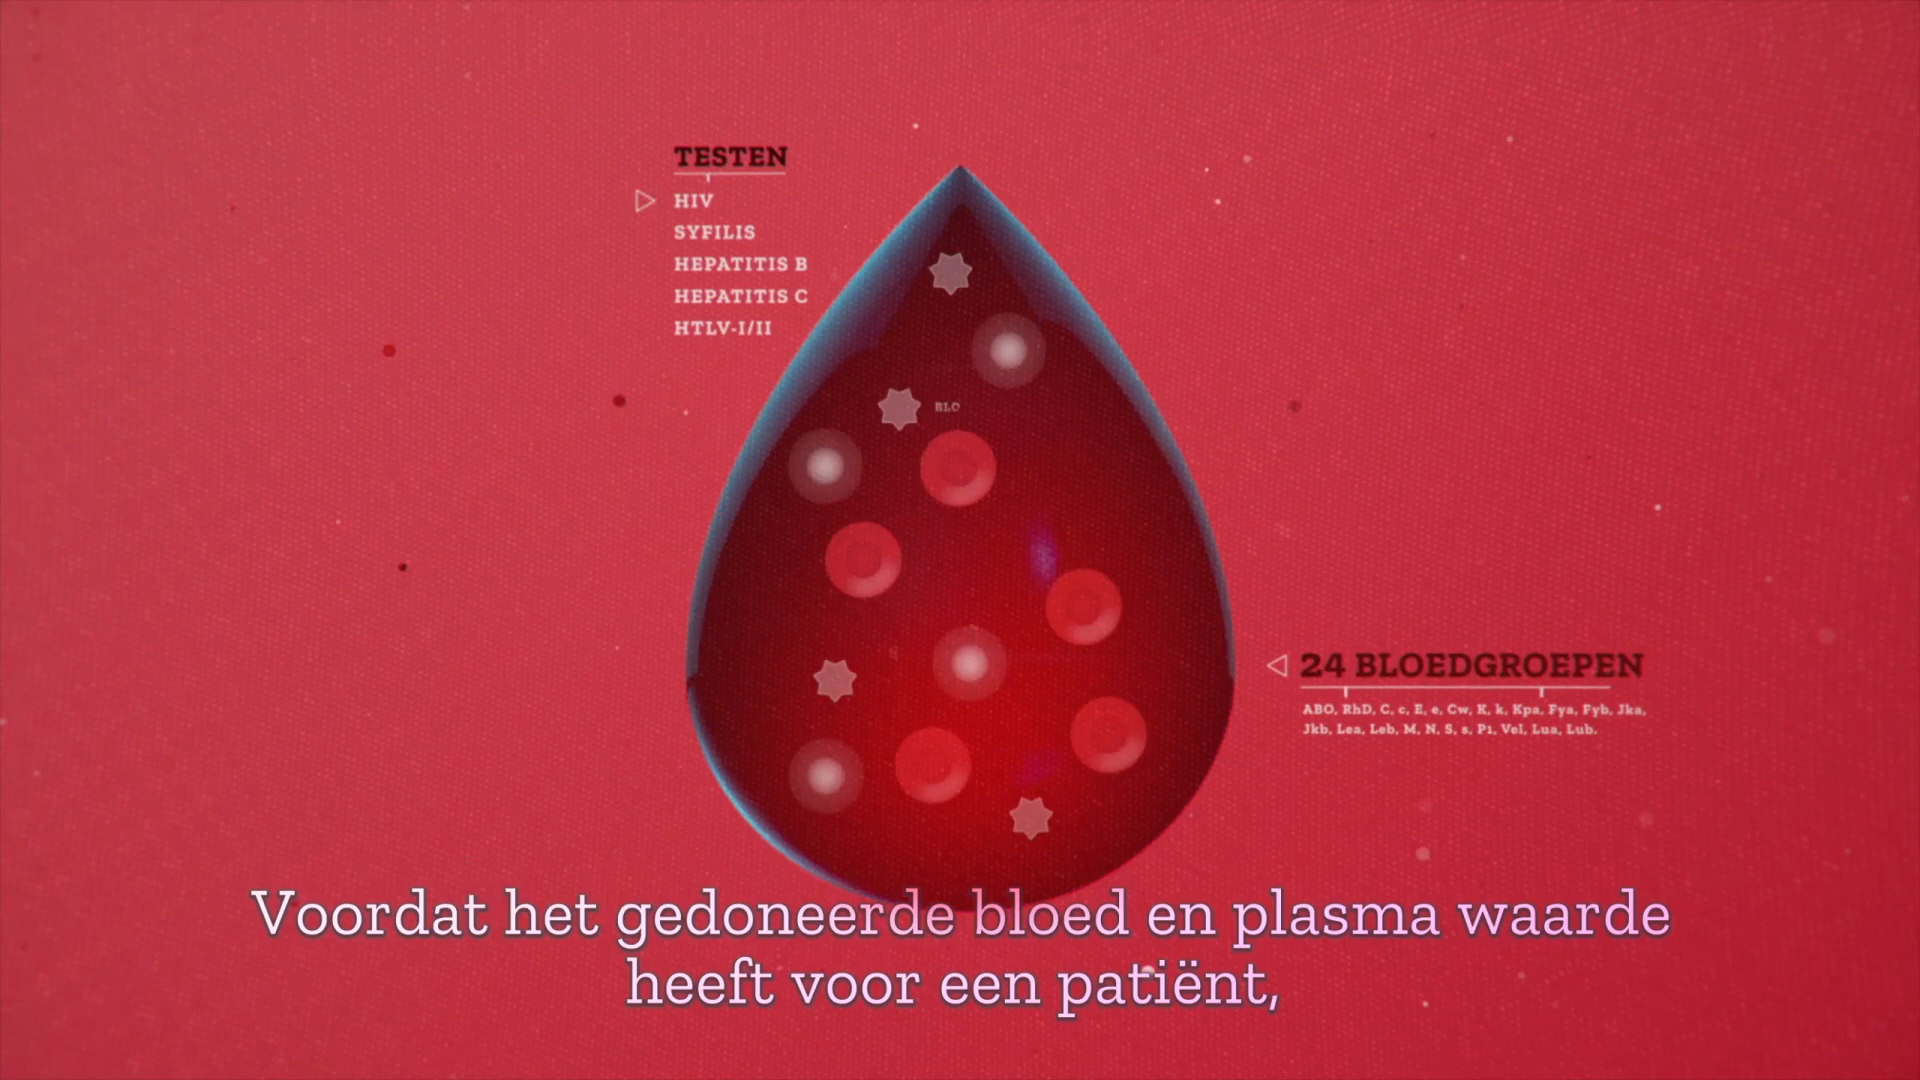 TESTEN
HIV
SYFILIS
HEPATITIS B
HEPATITIS C
HTLV-I/II
BLO
24 BLOEDGROEPEN
ABO, RhD, C, c, E, e, Cw, K, k, Kpa, Fya, Fyb, Jka,
Jkb, Lea, Leb, M, N, S, s, P1, Vel, Lua, Lub.
Voordat het gedoneerde bloed en plasma waarde
heeft voor een patiënt,